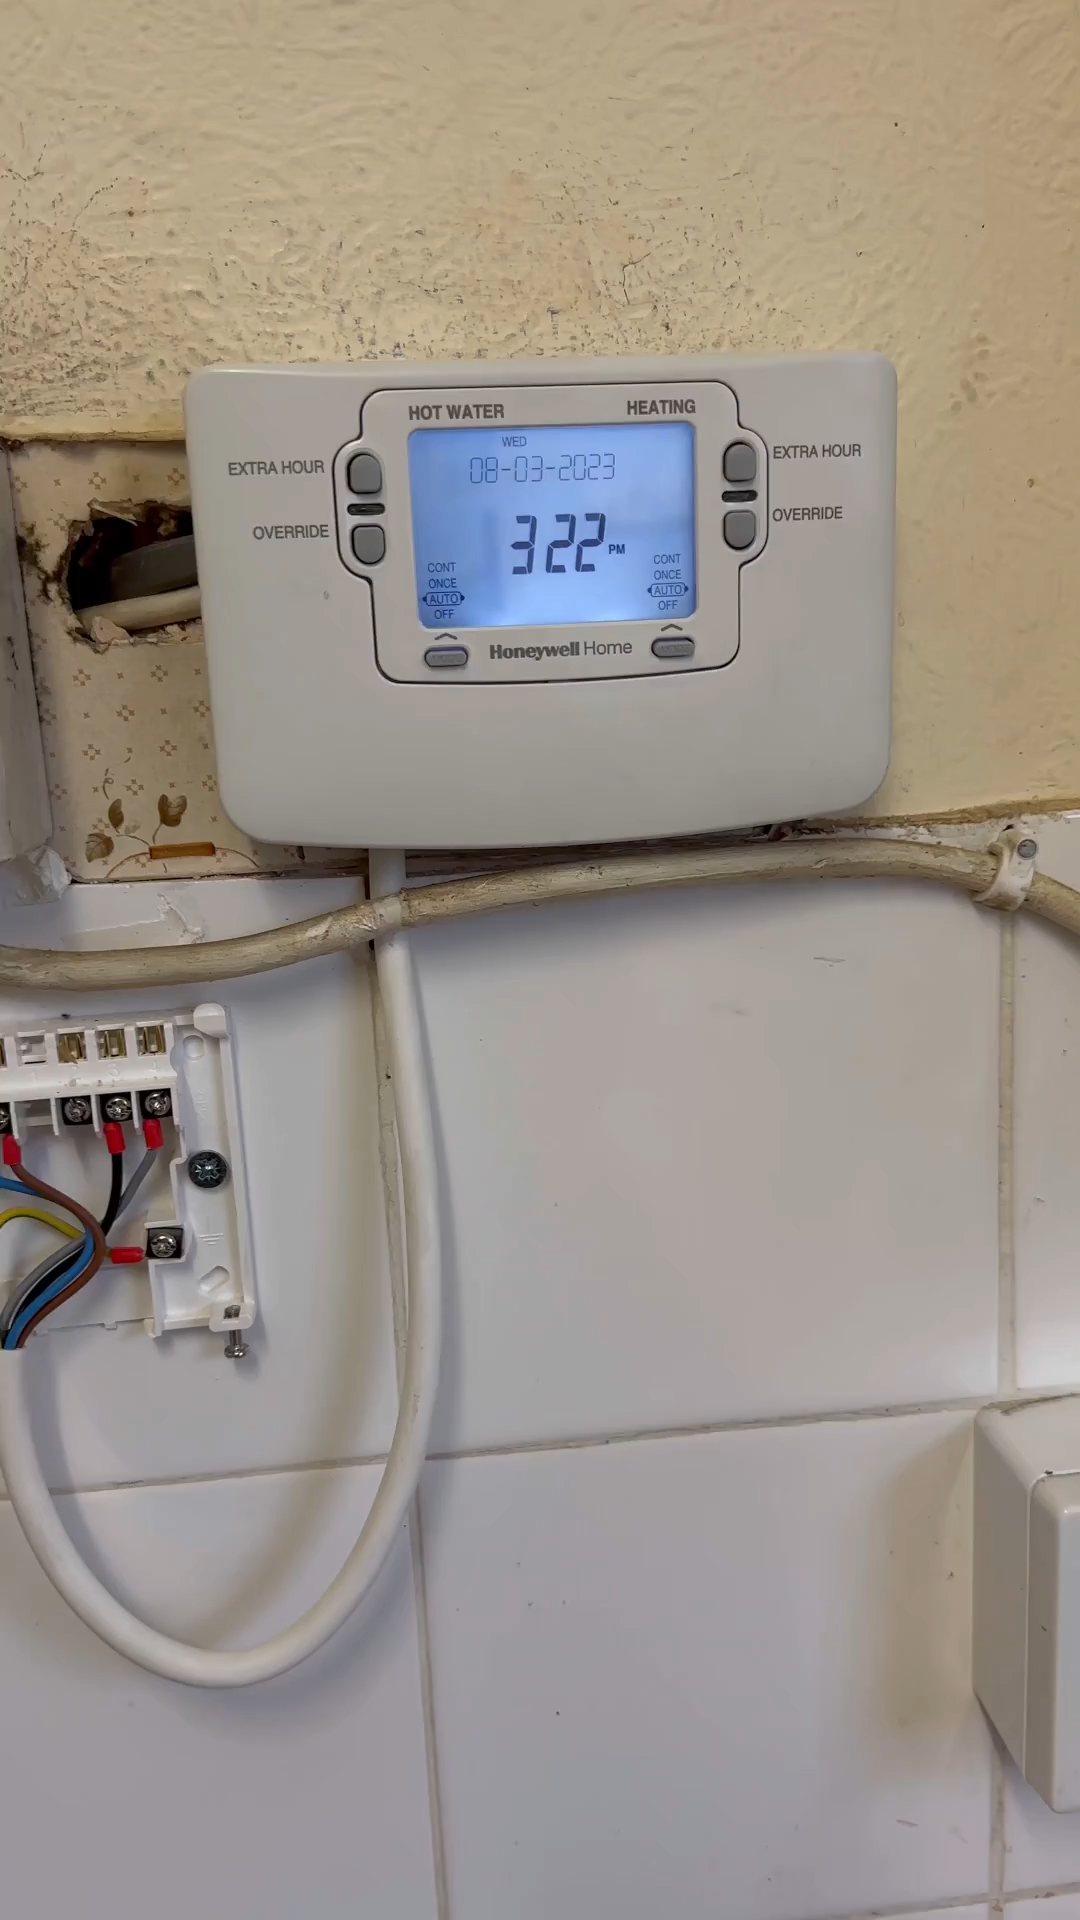 HOT WATER HEATING
EXTRA HOUR
OVERRIDE
WED
08-03-2023
3:22 PM
CONT
ONCE
AUTO
OFF
CONT
ONCE
AUTO
OFF
EXTRA HOUR
OVERRIDE
Honeywell Home